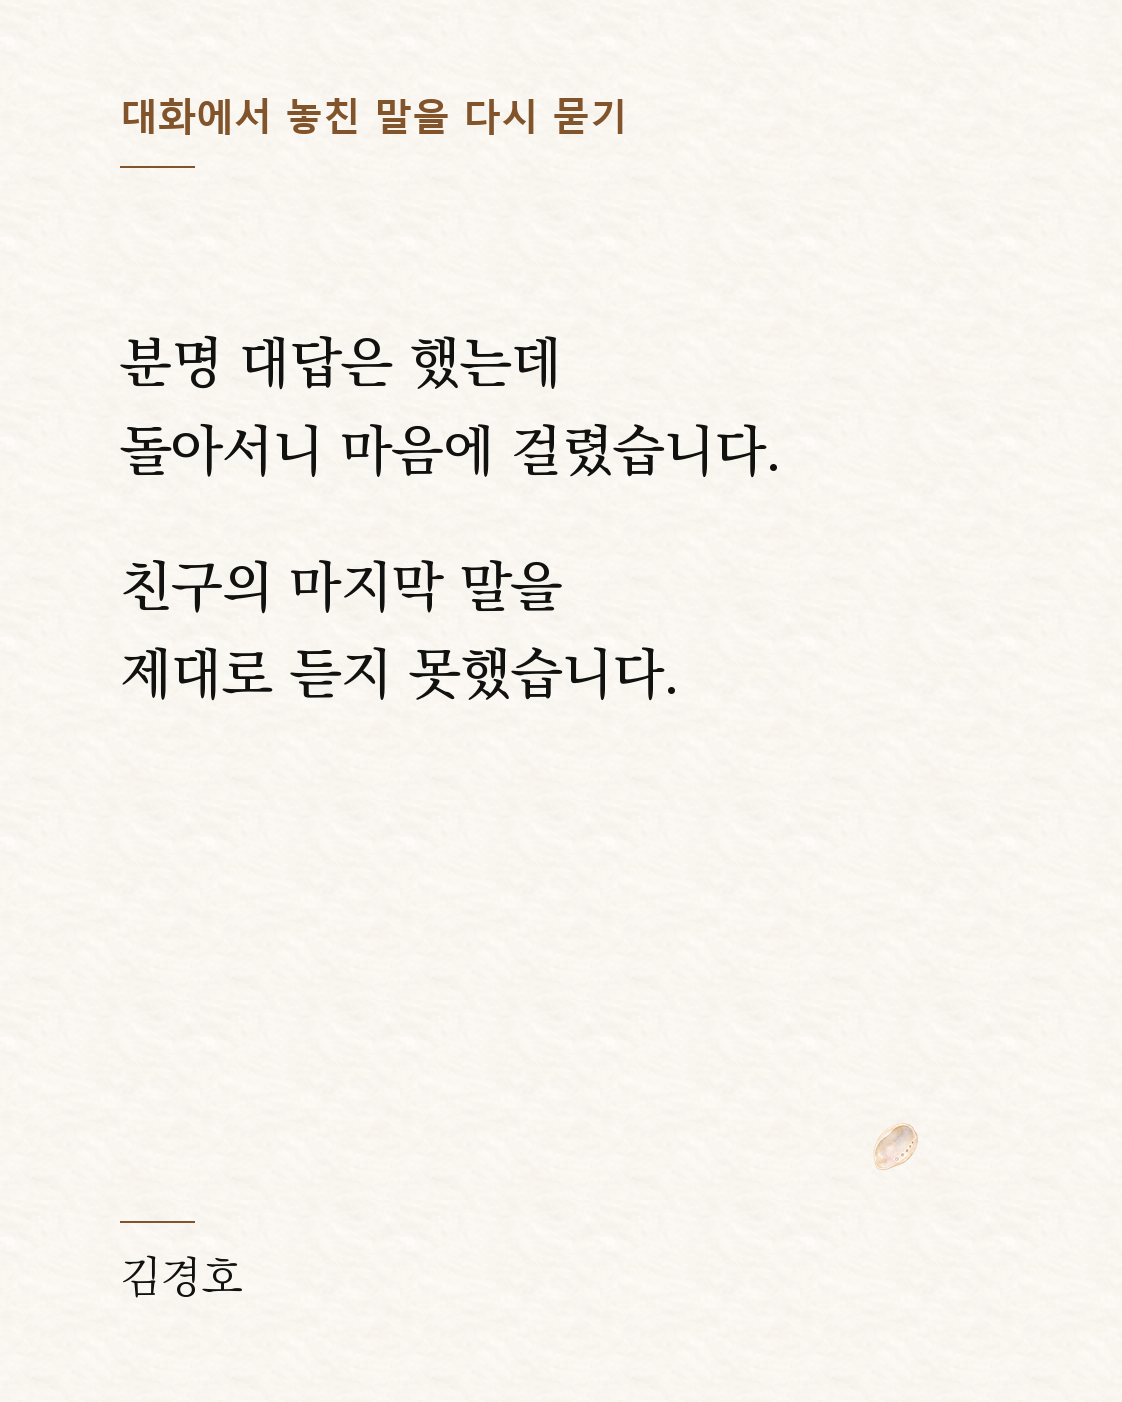 대화에서 놓친 말을 다시 묻기
분명 대답은 했는데
돌아서니 마음에 걸렸습니다.
친구의 마지막 말을
제대로 듣지 못했습니다.
김경호